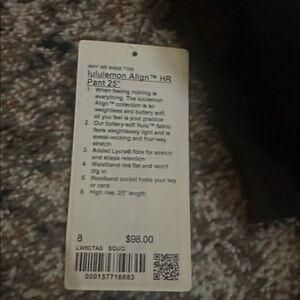 WHY WE MADE THIS
lululemon Align™ HR
Pant 25"
1. When feeling nothing is
everything. The lululemon
Align™ collection is so
weightless and buttery soft,
all you feel is your practice
2. Our buttery-soft Nulu™ fabric
feels weightlessly light and is
sweat-wicking and four-way
stretch
3. Added Lycra® fibre for stretch
and shape retention
4. Waistband lies flat and won't
dig in
5. Waistband pocket holds your key
or card
6. High rise, 25" length
8 $98.00
LW5CTAS SQUO
000157716883